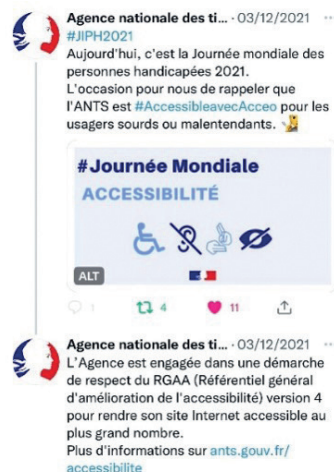 Agence nationale des ti... · 03/12/2021 ··
#JIPH2021
Aujourd'hui, c'est la Journée mondiale des
personnes handicapées 2021.
L'occasion pour nous de rappeler que
l'ANTS est #AccessibleavecAcceo pour les
usagers sourds ou malentendants.
#Journée Mondiale
ACCESSIBILITÉ
ALT
1 4 11
Agence nationale des ti... · 03/12/2021 ··
L'Agence est engagée dans une démarche
de respect du RGAA (Référentiel général
d'amélioration de l'accessibilité) version 4
pour rendre son site Internet accessible au
plus grand nombre.
Plus d'informations sur ants.gouv.fr/
accessibilite